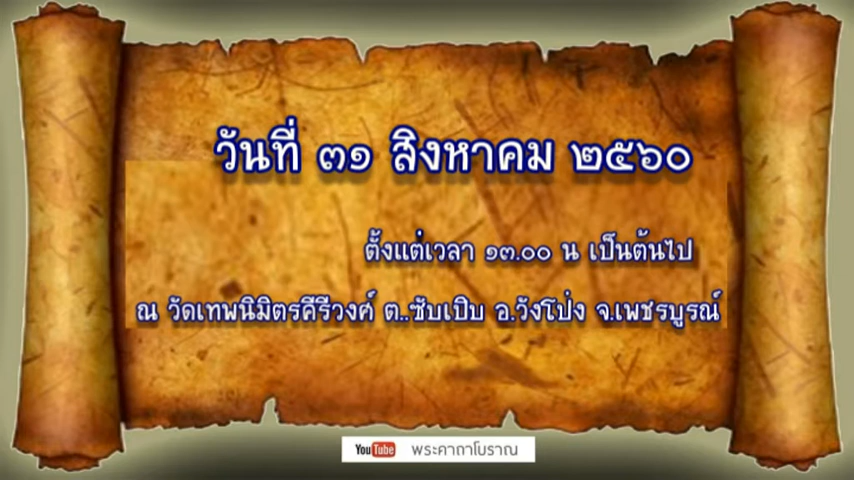 วันที่ ๓๑ สิงหาคม ๒๕๖๐
ตั้งแต่เวลา ๑๓.๐๐ น เป็นต้นไป
ณ วัดเทพนิมิตรคีรีวงศ์ ต..ซับเปิบ อ.วังโป่ง จ.เพชรบูรณ์
YouTube พระคาถาโบราณ